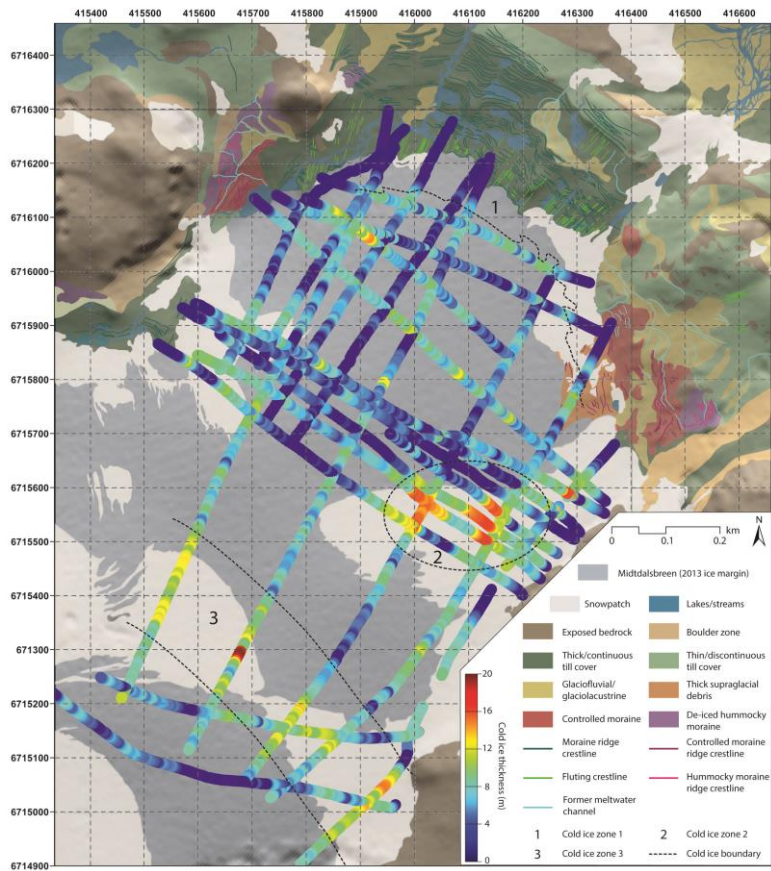 415400 415500 415600 415700 415800 415900 416000 416100 416200 416300 416400 416500 416600
6716400
6716300
6716200
6716100
6716000
6715900
6715800
6715700
6715600
6715500
6715400
671300
6715200
6715100
6715000
6714900
1
2
3
0 0.1 0.2
km
N
Midtdalsbreen (2013 ice margin)
Snowpatch
Lakes/streams
Exposed bedrock
Boulder zone
Thick/continuous
till cover
Thin/discontinuous
till cover
Glaciofluvial/
glaciolacustrine
Thick supraglacial
debris
Controlled moraine
De-iced hummocky
moraine
Moraine ridge
crestline
Controlled moraine
ridge crestline
Fluting crestline
Hummocky moraine
ridge crestline
Former meltwater
channel
1 Cold ice zone 1
2 Cold ice zone 2
3 Cold ice zone 3
Cold ice boundary
20
16
12
8
4
0
Cold ice thickness (m)